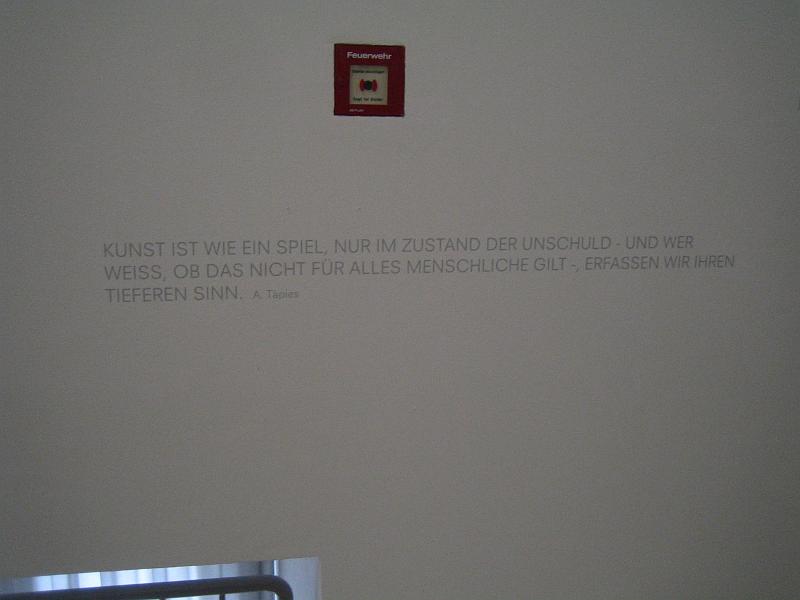 Feuerwehr
KUNST IST WIE EIN SPIEL, NUR IM ZUSTAND DER UNSCHULD - UND WER
WEISS, OB DAS NICHT FÜR ALLES MENSCHLICHE GILT -, ERFASSEN WIR IHREN
TIEFEREN SINN. A. Tàpies